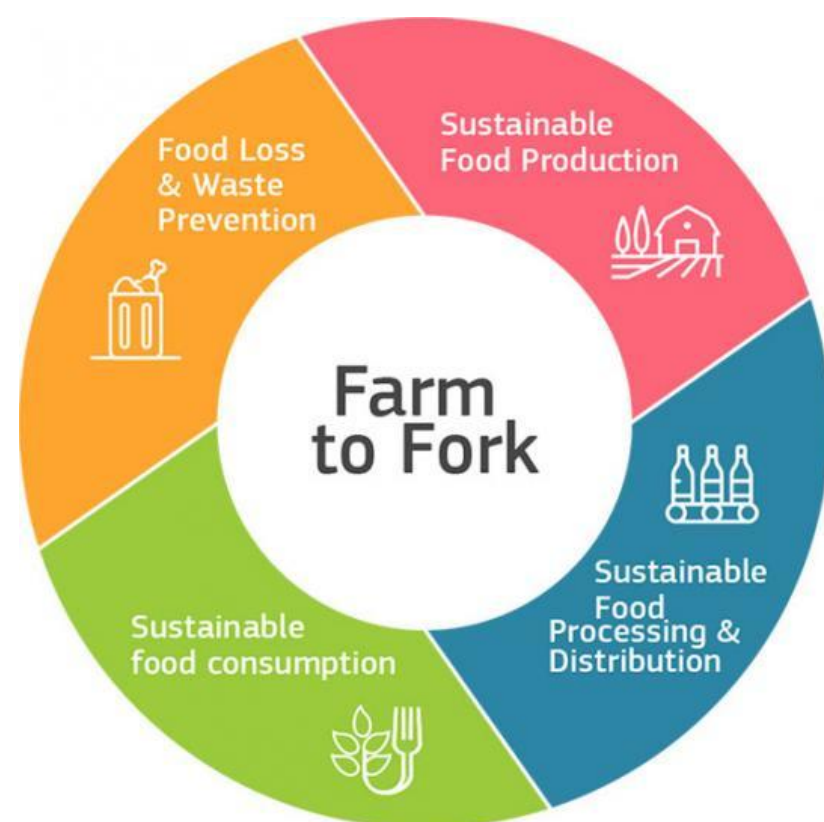 Food Loss
& Waste
Prevention
Sustainable
Food Production
Farm
to Fork
Sustainable
Food
Processing &
Distribution
Sustainable
food consumption